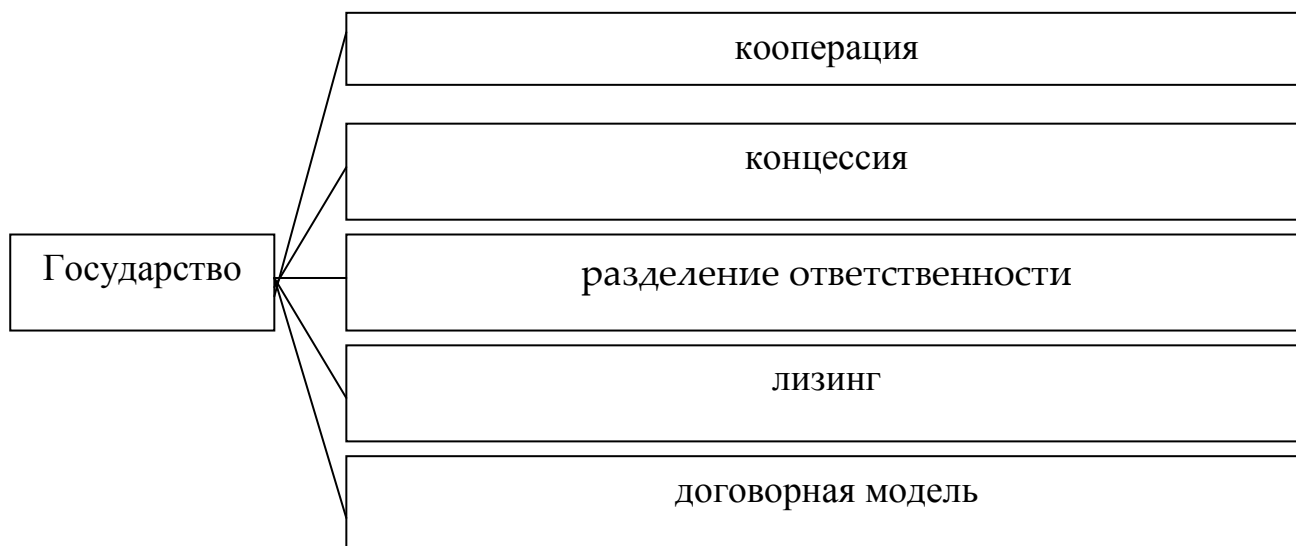 кооперация
концессия
Государство
разделение ответственности
лизинг
договорная модель